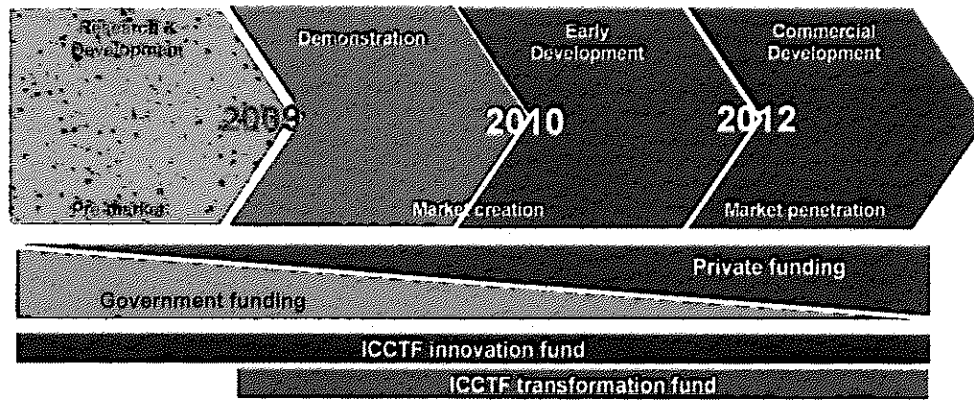 Research &
Development
Demonstration
Early
Development
Commercial
Development
2009
2010
2012
Pre-market
Market creation
Market penetration
Private funding
Government funding
ICCTF innovation fund
ICCTF transformation fund